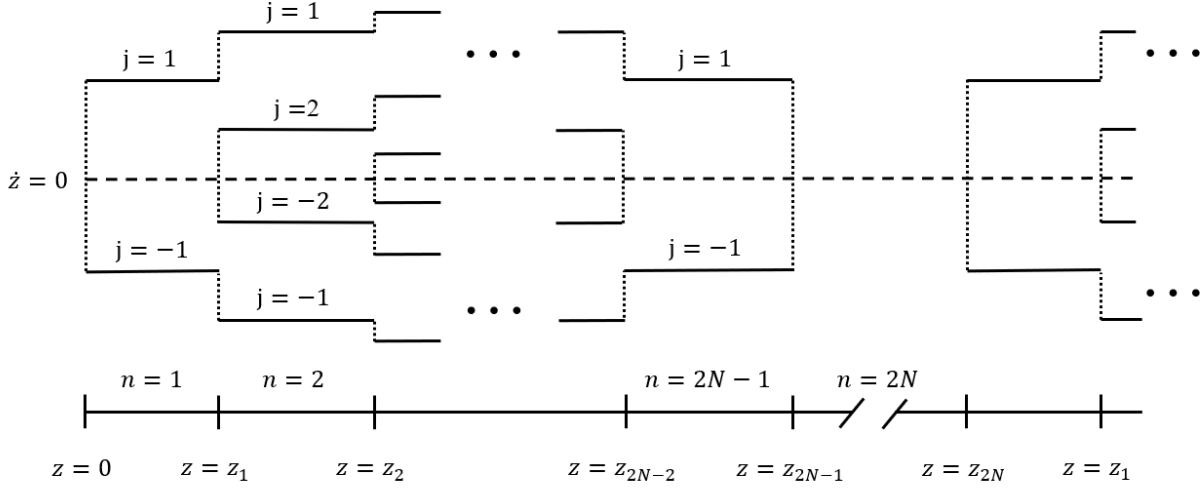 j = 1
j = 1
• • •
j = 1
• • •
j =2
ż = 0
j = −2
j = −1
j = −1
j = −1
• • •
• • •
n = 1
n = 2
n = 2N − 1
n = 2N
z = 0
z = z₁
z = z₂
z = z₂N₋₂
z = z₂N₋₁
z = z₂N
z = z₁